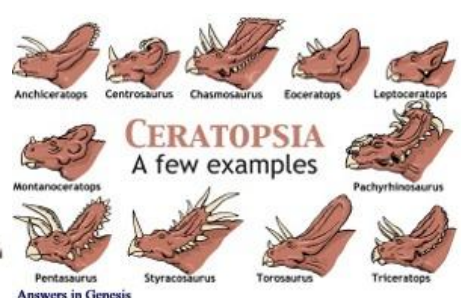 Anchiceratops Centrosaurus Chasmosaurus Eoceratops Leptoceratops
CERATOPSIA
A few examples
Montanoceratops
Pachyrhinosaurus
Pentasaurus Styracosaurus Torosaurus Triceratops
Answers in Genesis